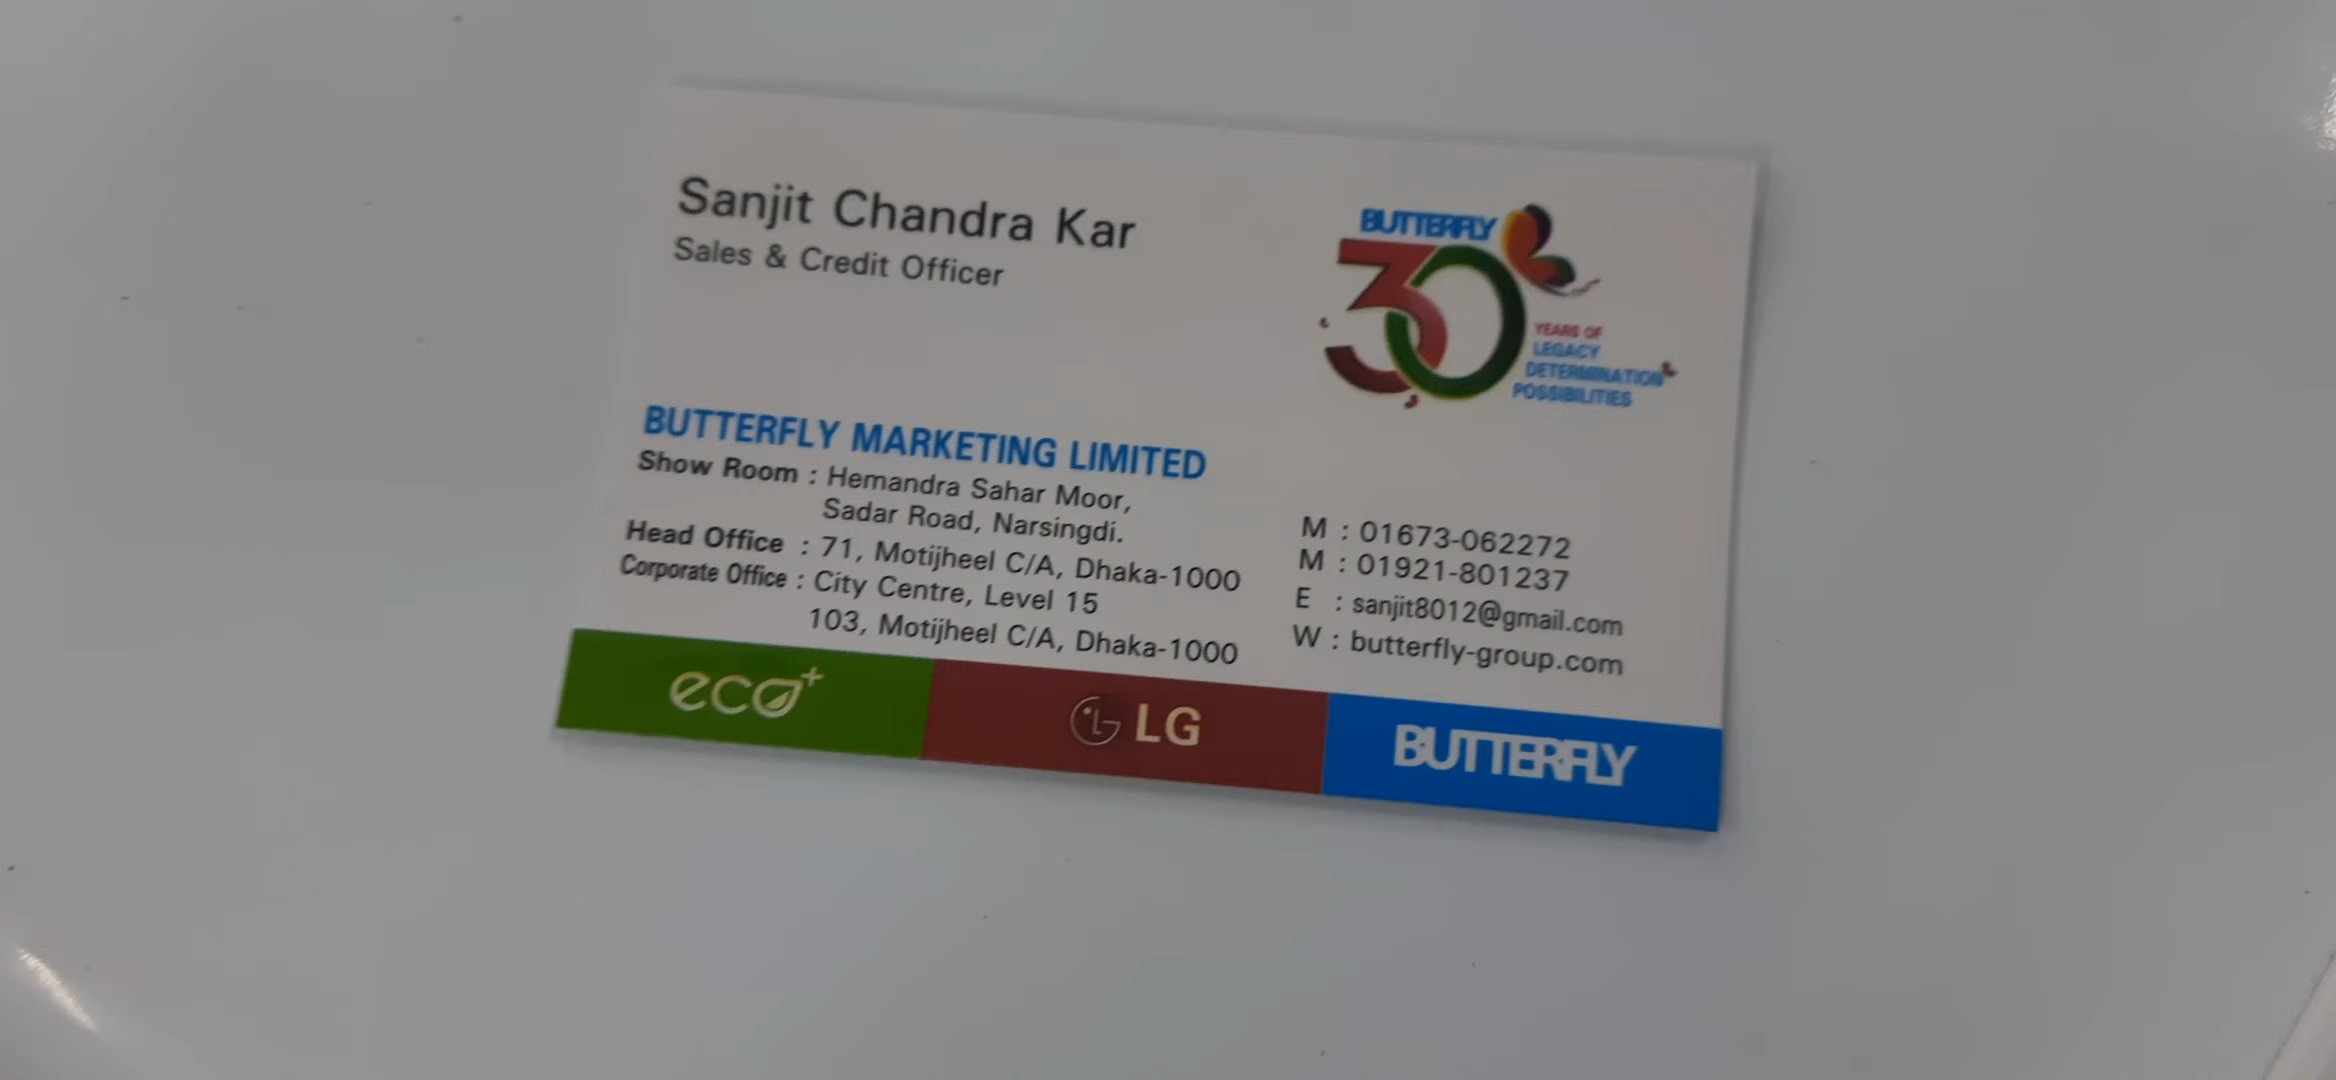 Sanjit Chandra Kar
Sales & Credit Officer
BUTTERFLY
30
YEARS OF
LEGACY
DETERMINATION
POSSIBILITIES
BUTTERFLY MARKETING LIMITED
Show Room : Hemandra Sahar Moor,
Sadar Road, Narsingdi.
Head Office : 71, Motijheel C/A, Dhaka-1000
Corporate Office : City Centre, Level 15
103, Motijheel C/A, Dhaka-1000
M : 01673-062272
M : 01921-801237
E : sanjit8012@gmail.com
W : butterfly-group.com
eco+
LG
BUTTERFLY